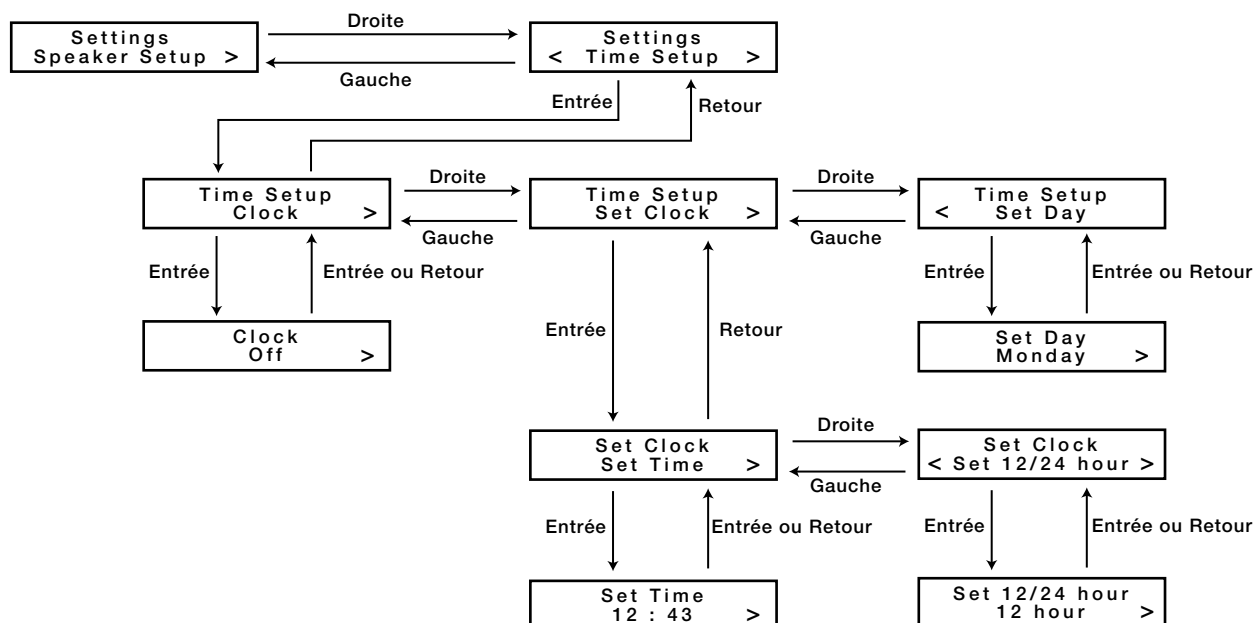 Droite
Settings
Speaker Setup >
Settings
< Time Setup >
Gauche
Entrée
Retour
Droite
Droite
Time Setup
Clock >
Time Setup
Set Clock >
Time Setup
< Set Day
Gauche
Gauche
Entrée
Entrée ou Retour
Entrée
Entrée ou Retour
Clock
Off >
Entrée
Retour
Set Day
Monday >
Droite
Set Clock
Set Time >
Set Clock
< Set 12/24 hour >
Gauche
Entrée
Entrée ou Retour
Entrée
Entrée ou Retour
Set Time
12 : 43 >
Set 12/24 hour
12 hour >